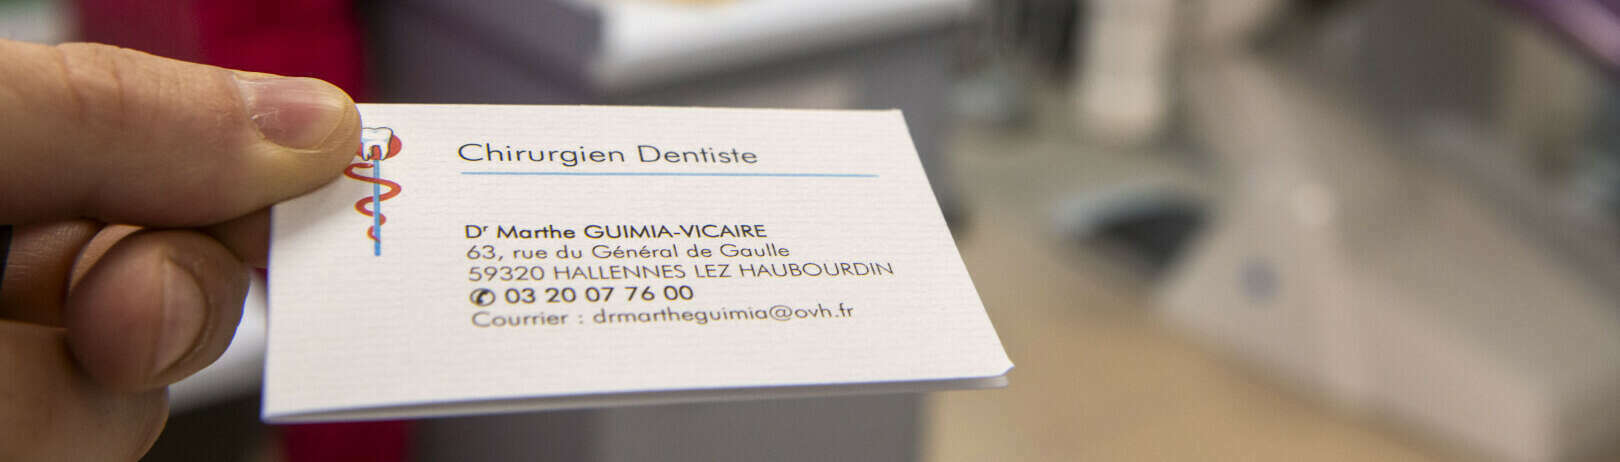 Chirurgien Dentiste
Dr Marthe GUIMIA-VICAIRE
63, rue du Général de Gaulle
59320 HALLENNES LEZ HAUBOURDIN
✆ 03 20 07 76 00
Courrier : drmartheguimia@ovh.fr